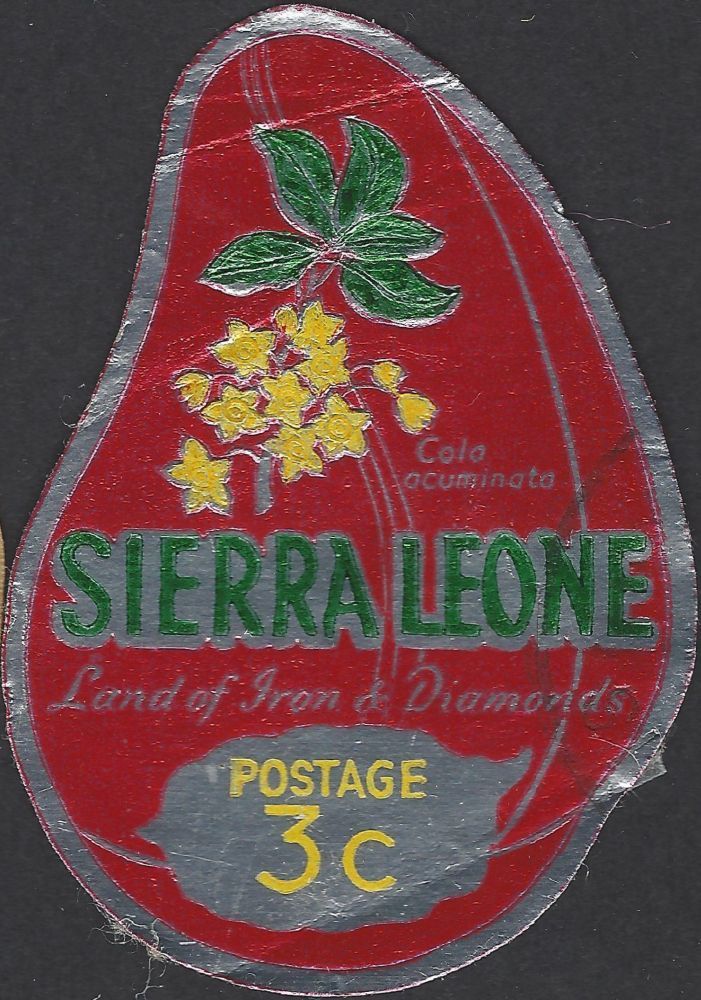 Cola
acuminata
SIERRA LEONE
Land of Iron & Diamonds
POSTAGE
3c